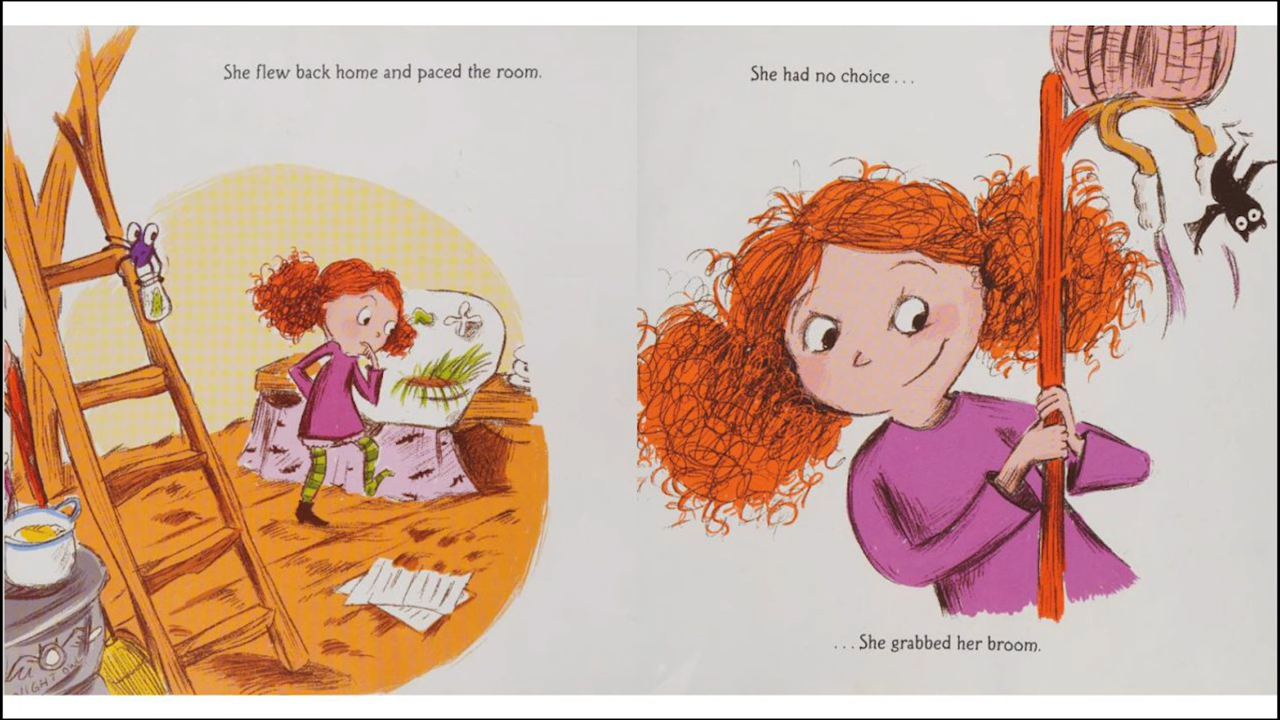 She flew back home and paced the room.
She had no choice . . .
. . . She grabbed her broom.